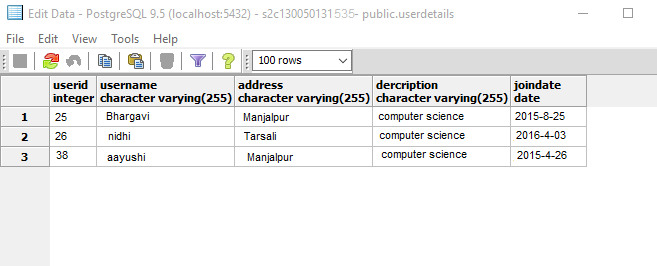 Edit Data - PostgreSQL 9.5 (localhost:5432) - s2c130050131535- public.userdetails
File Edit View Tools Help
100 rows
userid username address dercription joindate
integer character varying(255) character varying(255) character varying(255) date
1 25 Bhargavi Manjalpur computer science 2015-8-25
2 26 nidhi Tarsali computer science 2016-4-03
3 38 aayushi Manjalpur computer science 2015-4-26